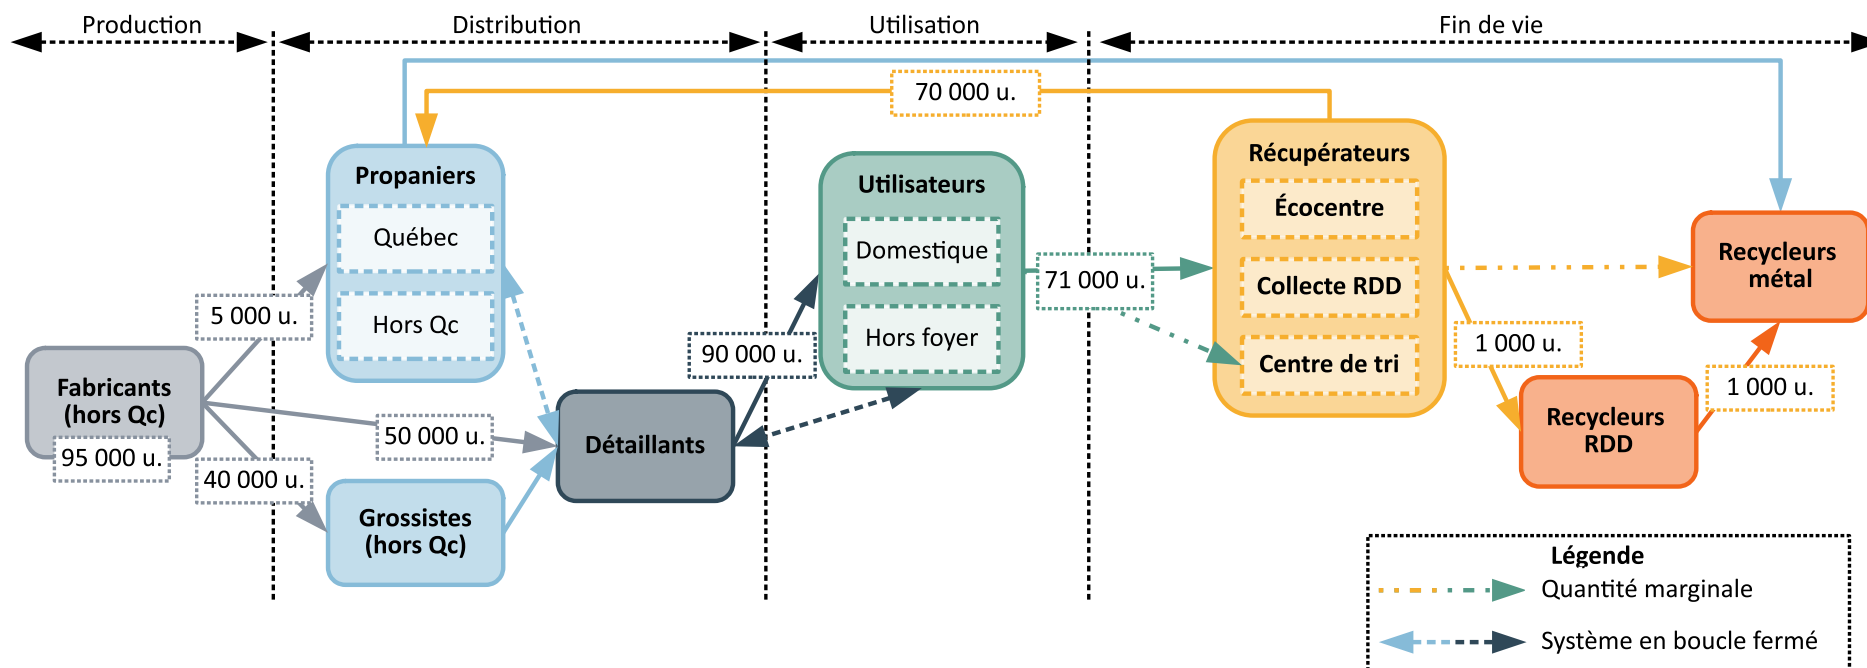 Production
Distribution
Utilisation
Fin de vie
70 000 u.
Propaniers
Québec
Hors Qc
5 000 u.
Fabricants
(hors Qc)
95 000 u.
50 000 u.
40 000 u.
Grossistes
(hors Qc)
Détaillants
90 000 u.
Utilisateurs
Domestique
Hors foyer
71 000 u.
Récupérateurs
Écocentre
Collecte RDD
Centre de tri
1 000 u.
Recycleurs
RDD
1 000 u.
Recycleurs
métal
Légende
Quantité marginale
Système en boucle fermé